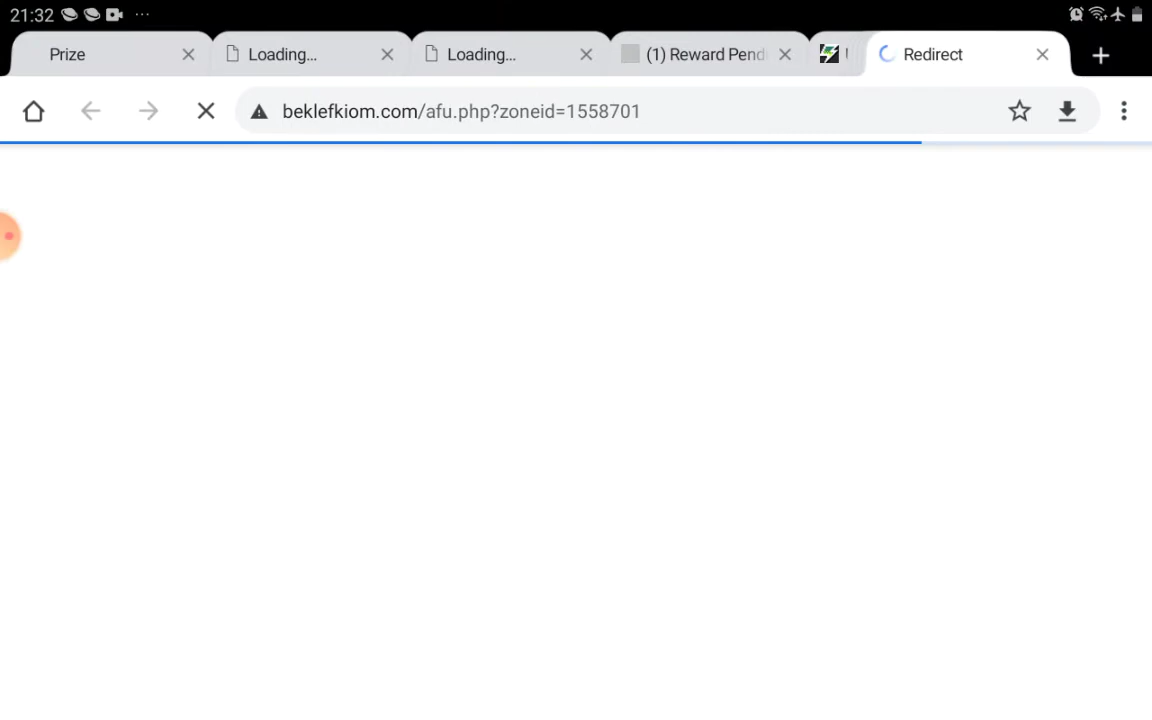 21:32
Prize
Loading...
Loading...
(1) Reward Pend
Redirect
beklefkiom.com/afu.php?zoneid=1558701